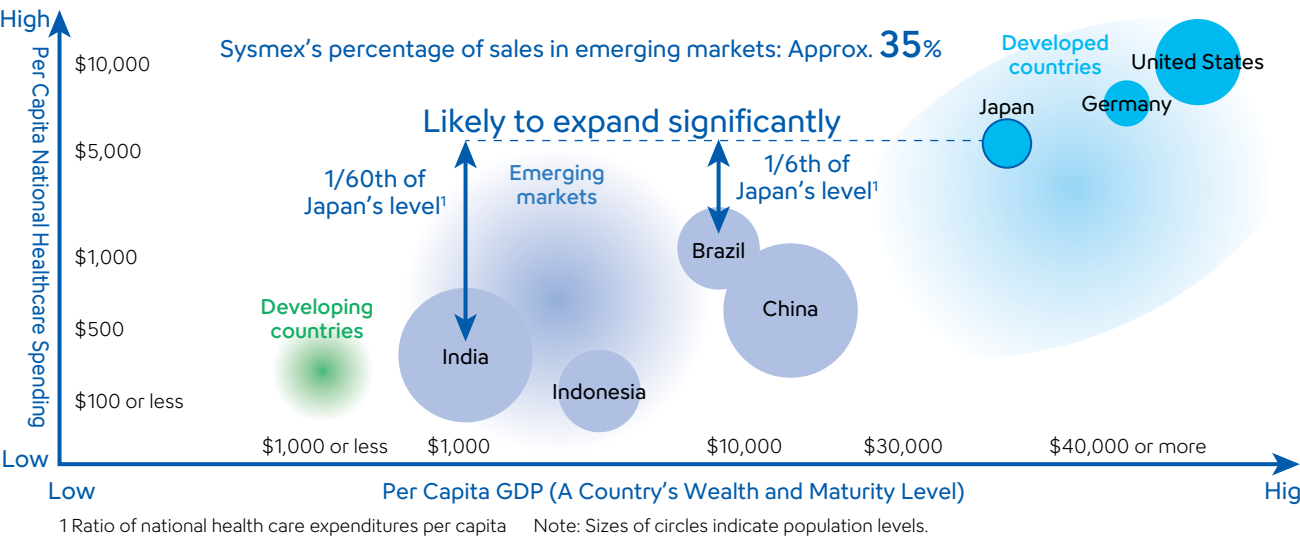 High
Per Capita National Healthcare Spending
$10,000
$5,000
$1,000
$500
$100 or less
Low
Sysmex's percentage of sales in emerging markets: Approx. 35%
Likely to expand significantly
1/60th of
Japan's level1
Emerging
markets
1/6th of
Japan's level1
Developed
countries
United States
Germany
Japan
Brazil
China
Developing
countries
India
Indonesia
$1,000 or less
$1,000
$10,000
$30,000
$40,000 or more
Low
Per Capita GDP (A Country's Wealth and Maturity Level)
Hig
1 Ratio of national health care expenditures per capita
Note: Sizes of circles indicate population levels.